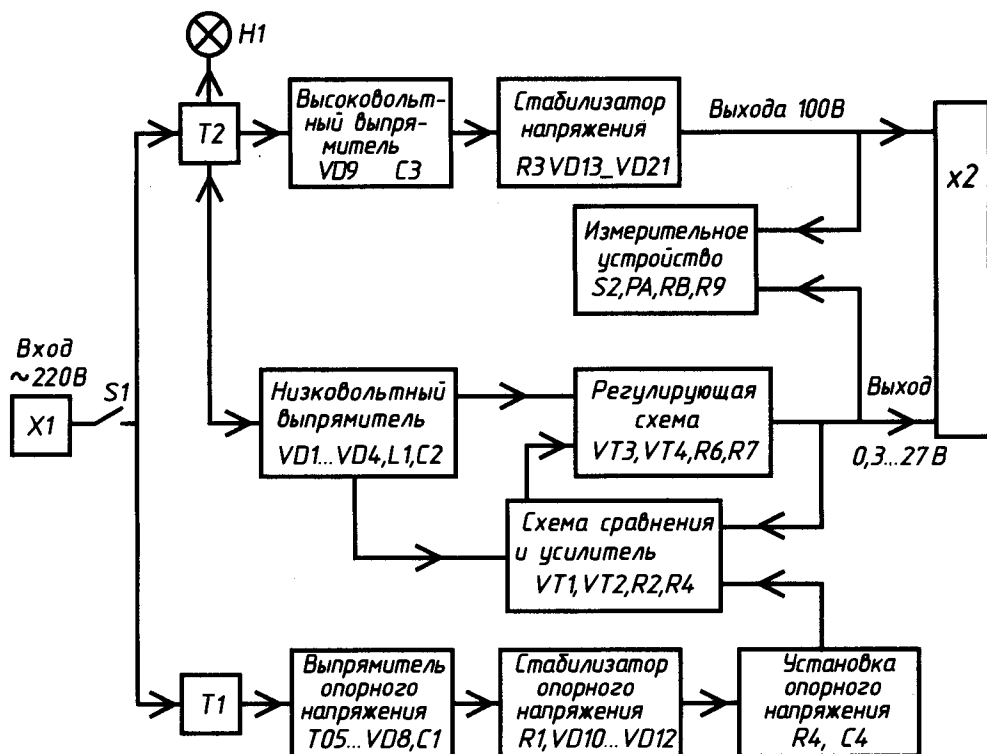 H1
T2
Высоковольт-
ный выпря-
митель
VD9 C3
Стабилизатор
напряжения
R3 VD13_VD21
Выхода 100В
x2
Измерительное
устройство
S2,PA,RB,R9
Вход
~220В
S1
X1
Низковольтный
выпрямитель
VD1...VD4,L1,C2
Регулирующая
схема
VT3,VT4,R6,R7
Выход
0,3...27В
Схема сравнения
и усилитель
VT1,VT2,R2,R4
T1
Выпрямитель
опорного
напряжения
T05...VD8,C1
Стабилизатор
опорного
напряжения
R1,VD10...VD12
Установка
опорного
напряжения
R4, C4